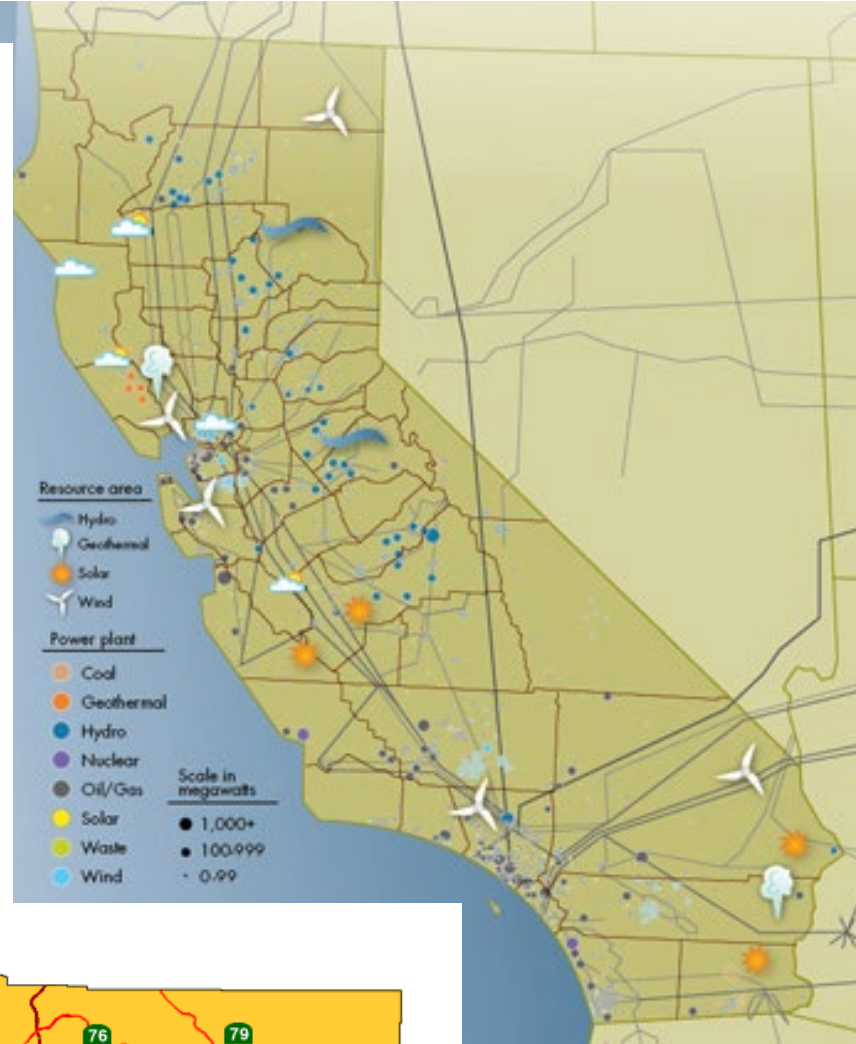 Resource area
Hydro
Geothermal
Solar
Wind
Power plant
Coal
Geothermal
Hydro
Nuclear
Oil/Gas
Solar
Waste
Wind
Scale in
megawatts
1,000+
100-999
0-99
76
79